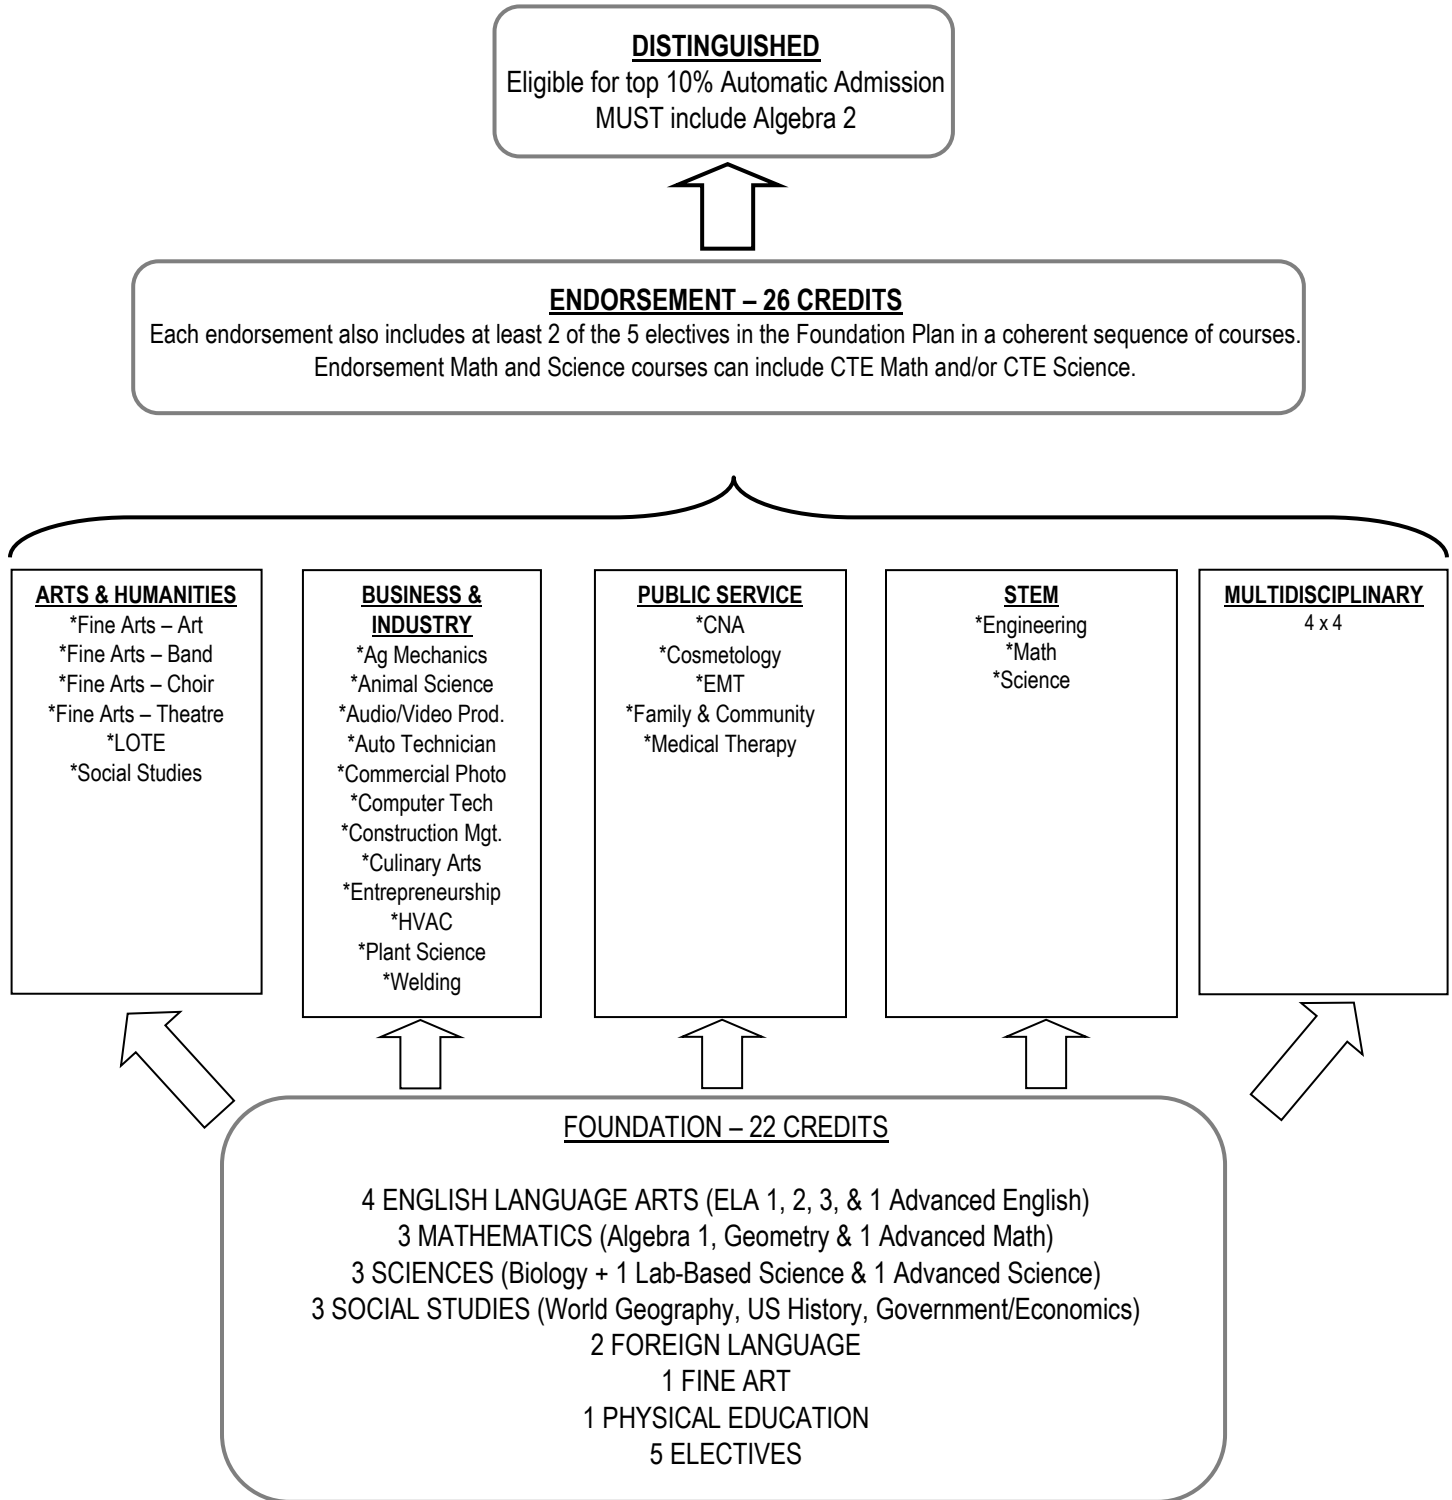 DISTINGUISHED
Eligible for top 10% Automatic Admission
MUST include Algebra 2
ENDORSEMENT – 26 CREDITS
Each endorsement also includes at least 2 of the 5 electives in the Foundation Plan in a coherent sequence of courses.
Endorsement Math and Science courses can include CTE Math and/or CTE Science.
ARTS & HUMANITIES
*Fine Arts – Art
*Fine Arts – Band
*Fine Arts – Choir
*Fine Arts – Theatre
*LOTE
*Social Studies
BUSINESS &
INDUSTRY
*Ag Mechanics
*Animal Science
*Audio/Video Prod.
*Auto Technician
*Commercial Photo
*Computer Tech
*Construction Mgt.
*Culinary Arts
*Entrepreneurship
*HVAC
*Plant Science
*Welding
PUBLIC SERVICE
*CNA
*Cosmetology
*EMT
*Family & Community
*Medical Therapy
STEM
*Engineering
*Math
*Science
MULTIDISCIPLINARY
4 x 4
FOUNDATION – 22 CREDITS
4 ENGLISH LANGUAGE ARTS (ELA 1, 2, 3, & 1 Advanced English)
3 MATHEMATICS (Algebra 1, Geometry & 1 Advanced Math)
3 SCIENCES (Biology + 1 Lab-Based Science & 1 Advanced Science)
3 SOCIAL STUDIES (World Geography, US History, Government/Economics)
2 FOREIGN LANGUAGE
1 FINE ART
1 PHYSICAL EDUCATION
5 ELECTIVES